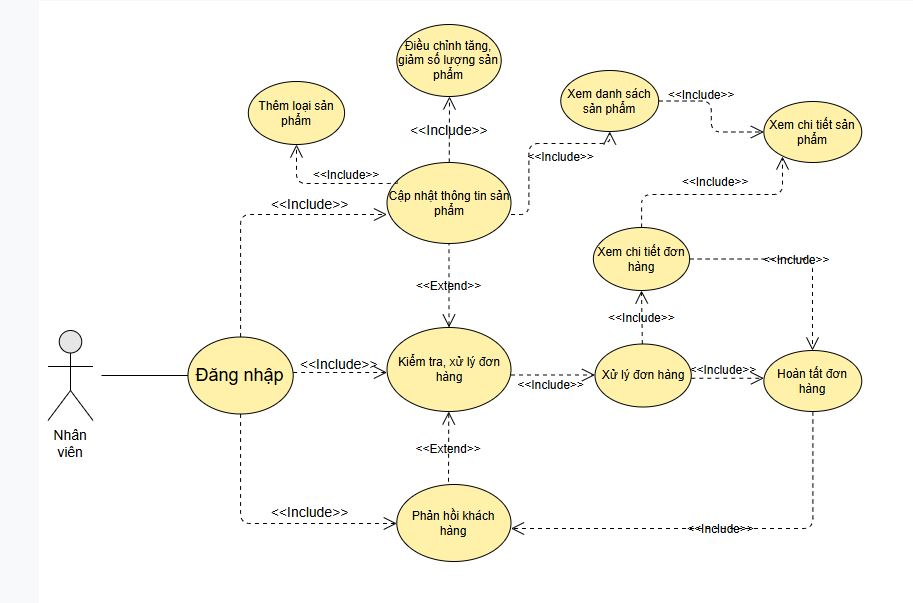 Điều chỉnh tăng,
giảm số lượng sản
phẩm
Thêm loại sản
phẩm
Xem danh sách
sản phẩm
<<Include>>
Xem chi tiết sản
phẩm
<<Include>>
<<Include>>
<<Include>>
<<Include>>
<<Include>>
Cập nhật thông tin sản
phẩm
Xem chi tiết đơn
hàng
<<Include>>
<<Extend>>
<<Include>>
Đăng nhập
<<Include>>
Kiểm tra, xử lý đơn
hàng
<<Include>>
Xử lý đơn hàng
<<Include>>
Hoàn tất đơn
hàng
Nhân
viên
<<Extend>>
<<Include>>
Phản hồi khách
hàng
<<Include>>